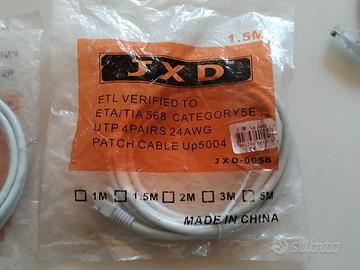 1.5M
JXD
ETL VERIFIED TO
ETA/TIA 568 CATEGORY5E
UTP 4PAIRS 24AWG
PATCH CABLE Up5004
JXD-0058
1M 1.5M 2M 3M 5M
MADE IN CHINA
subito